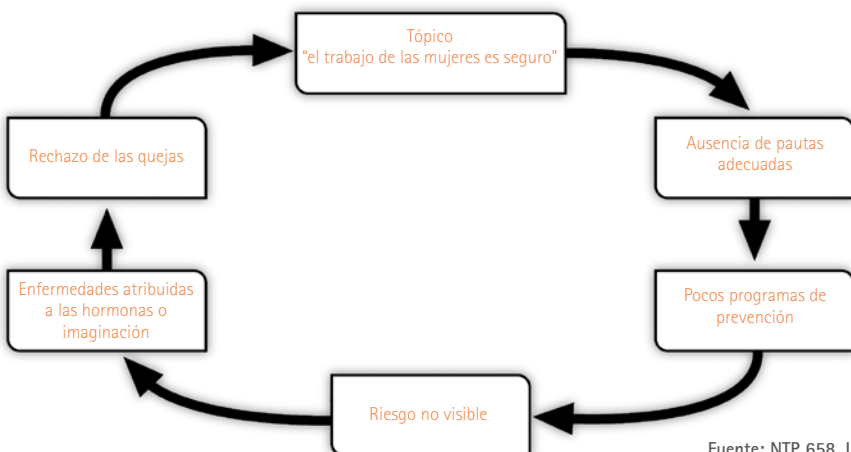 Tópico
"el trabajo de las mujeres es seguro"
Ausencia de pautas
adecuadas
Pocos programas de
prevención
Riesgo no visible
Enfermedades atribuidas
a las hormonas o
imaginación
Rechazo de las quejas
Fuente: NTP 658